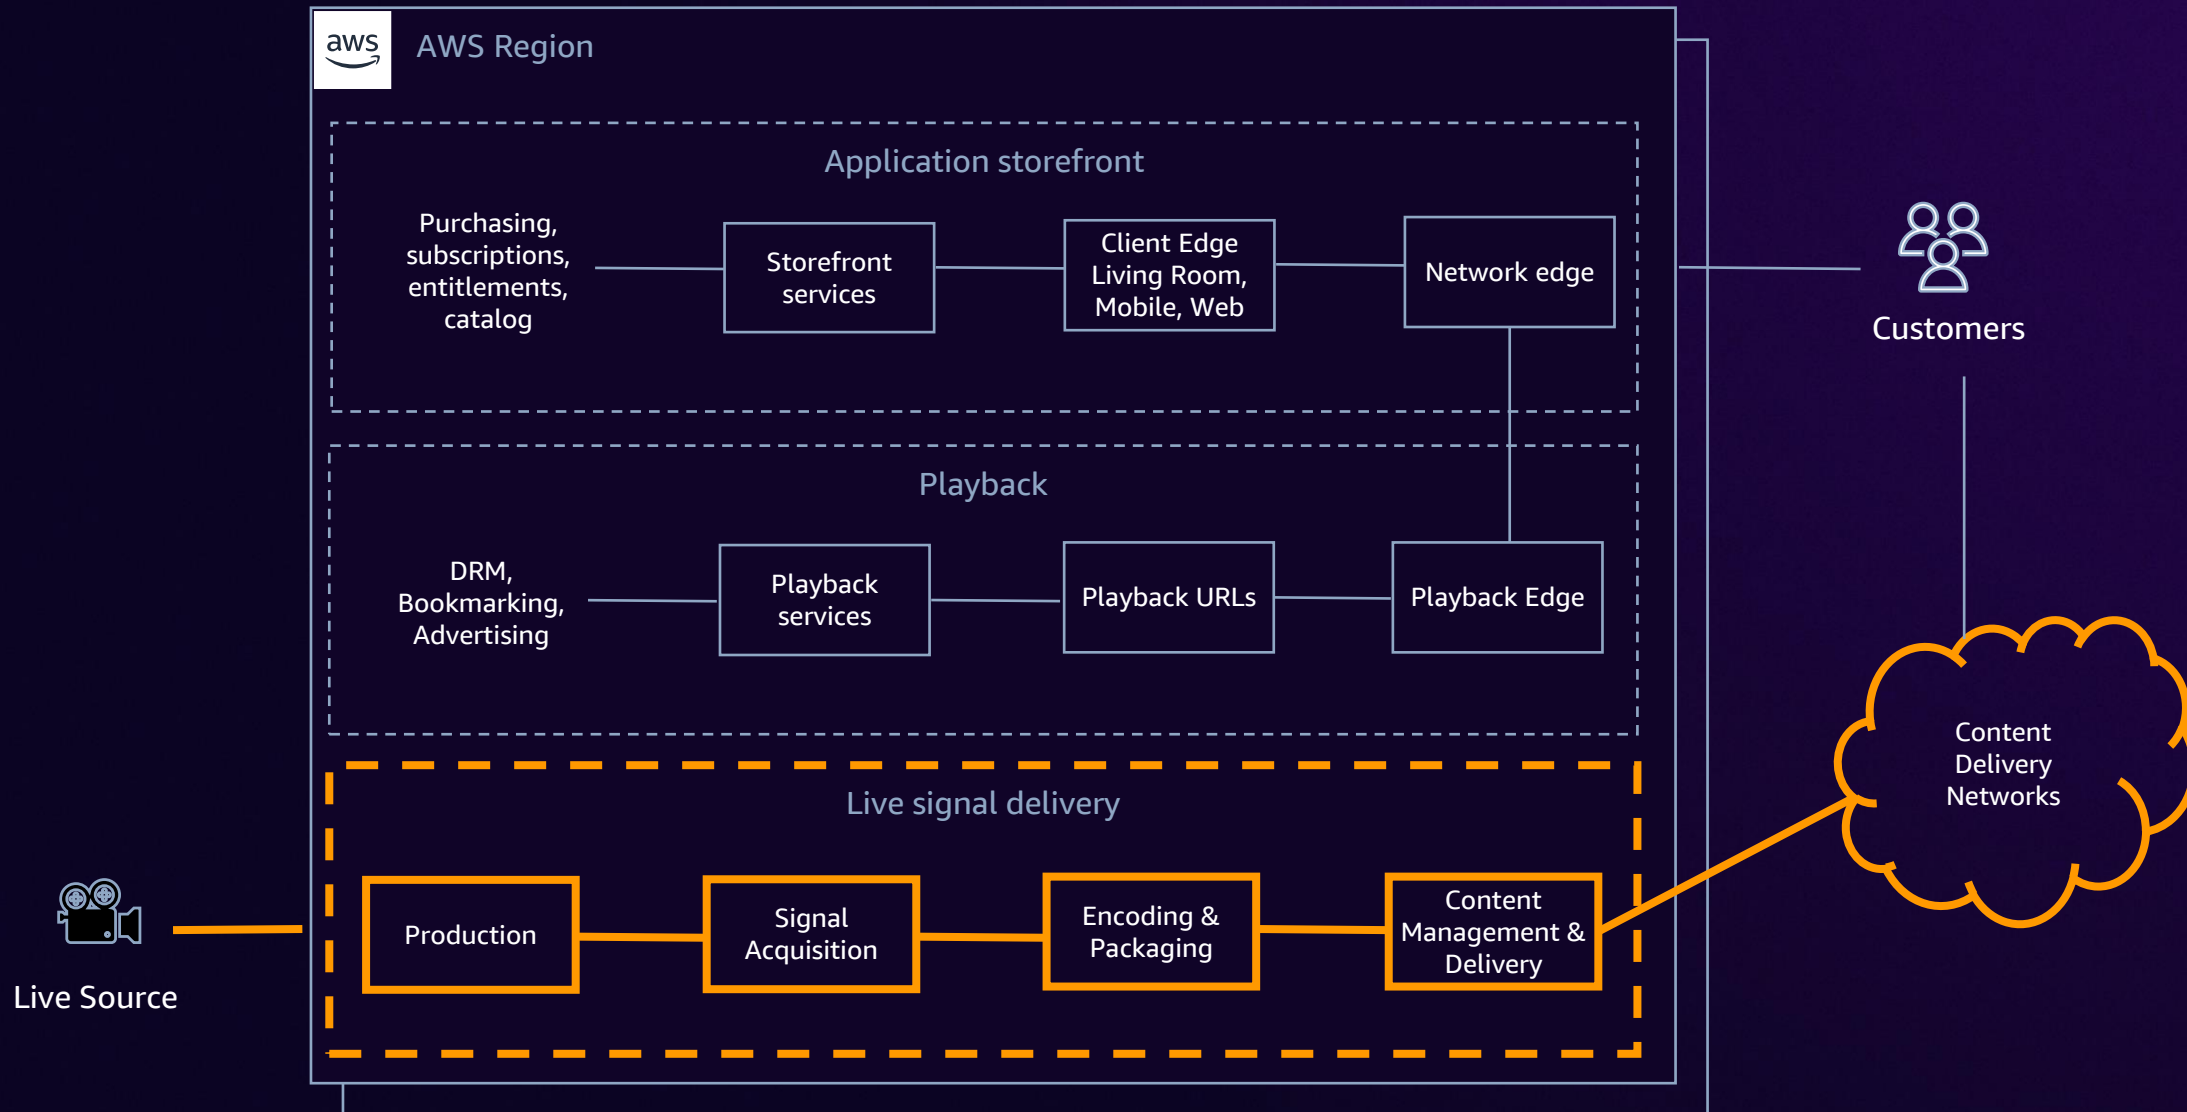 aws
AWS Region
Application storefront
Purchasing,
subscriptions,
entitlements,
catalog
Storefront
services
Client Edge
Living Room,
Mobile, Web
Network edge
Customers
Playback
DRM,
Bookmarking,
Advertising
Playback
services
Playback URLs
Playback Edge
Content
Delivery
Networks
Live signal delivery
Live Source
Production
Signal
Acquisition
Encoding &
Packaging
Content
Management &
Delivery